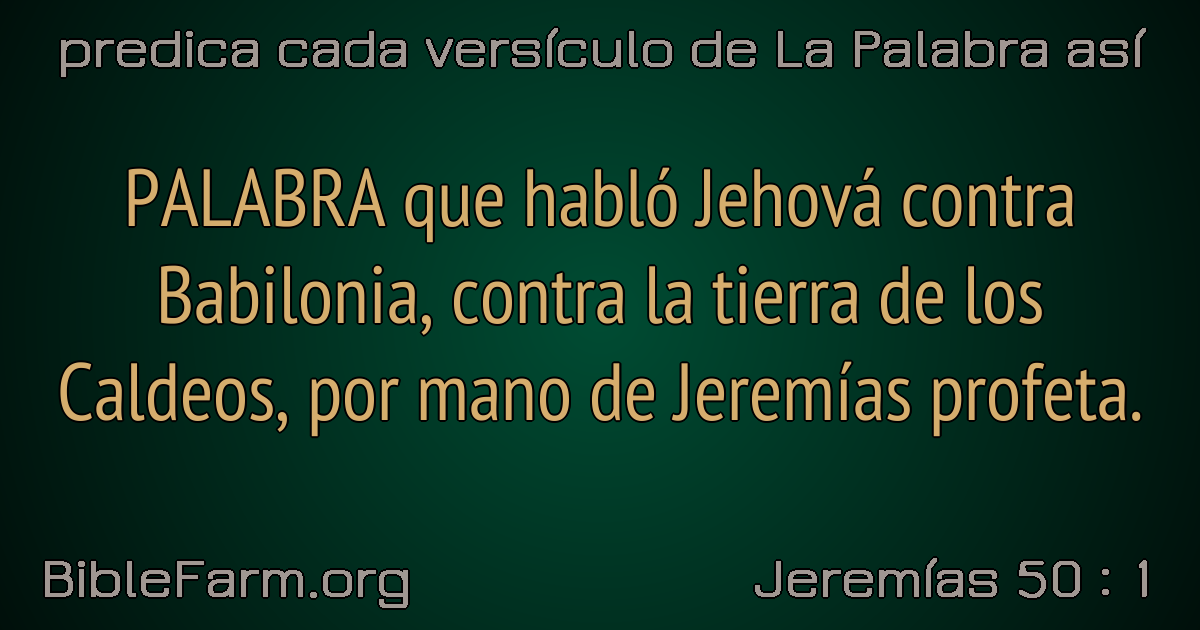 predica cada versículo de La Palabra así
PALABRA que habló Jehová contra
Babilonia, contra la tierra de los
Caldeos, por mano de Jeremías profeta.
BibleFarm.org
Jeremías 50 : 1